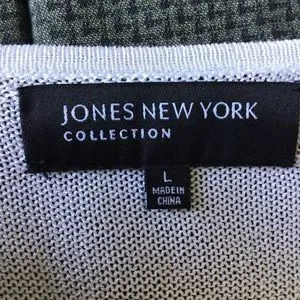 JONES NEW YORK
COLLECTION
L
MADE IN
CHINA